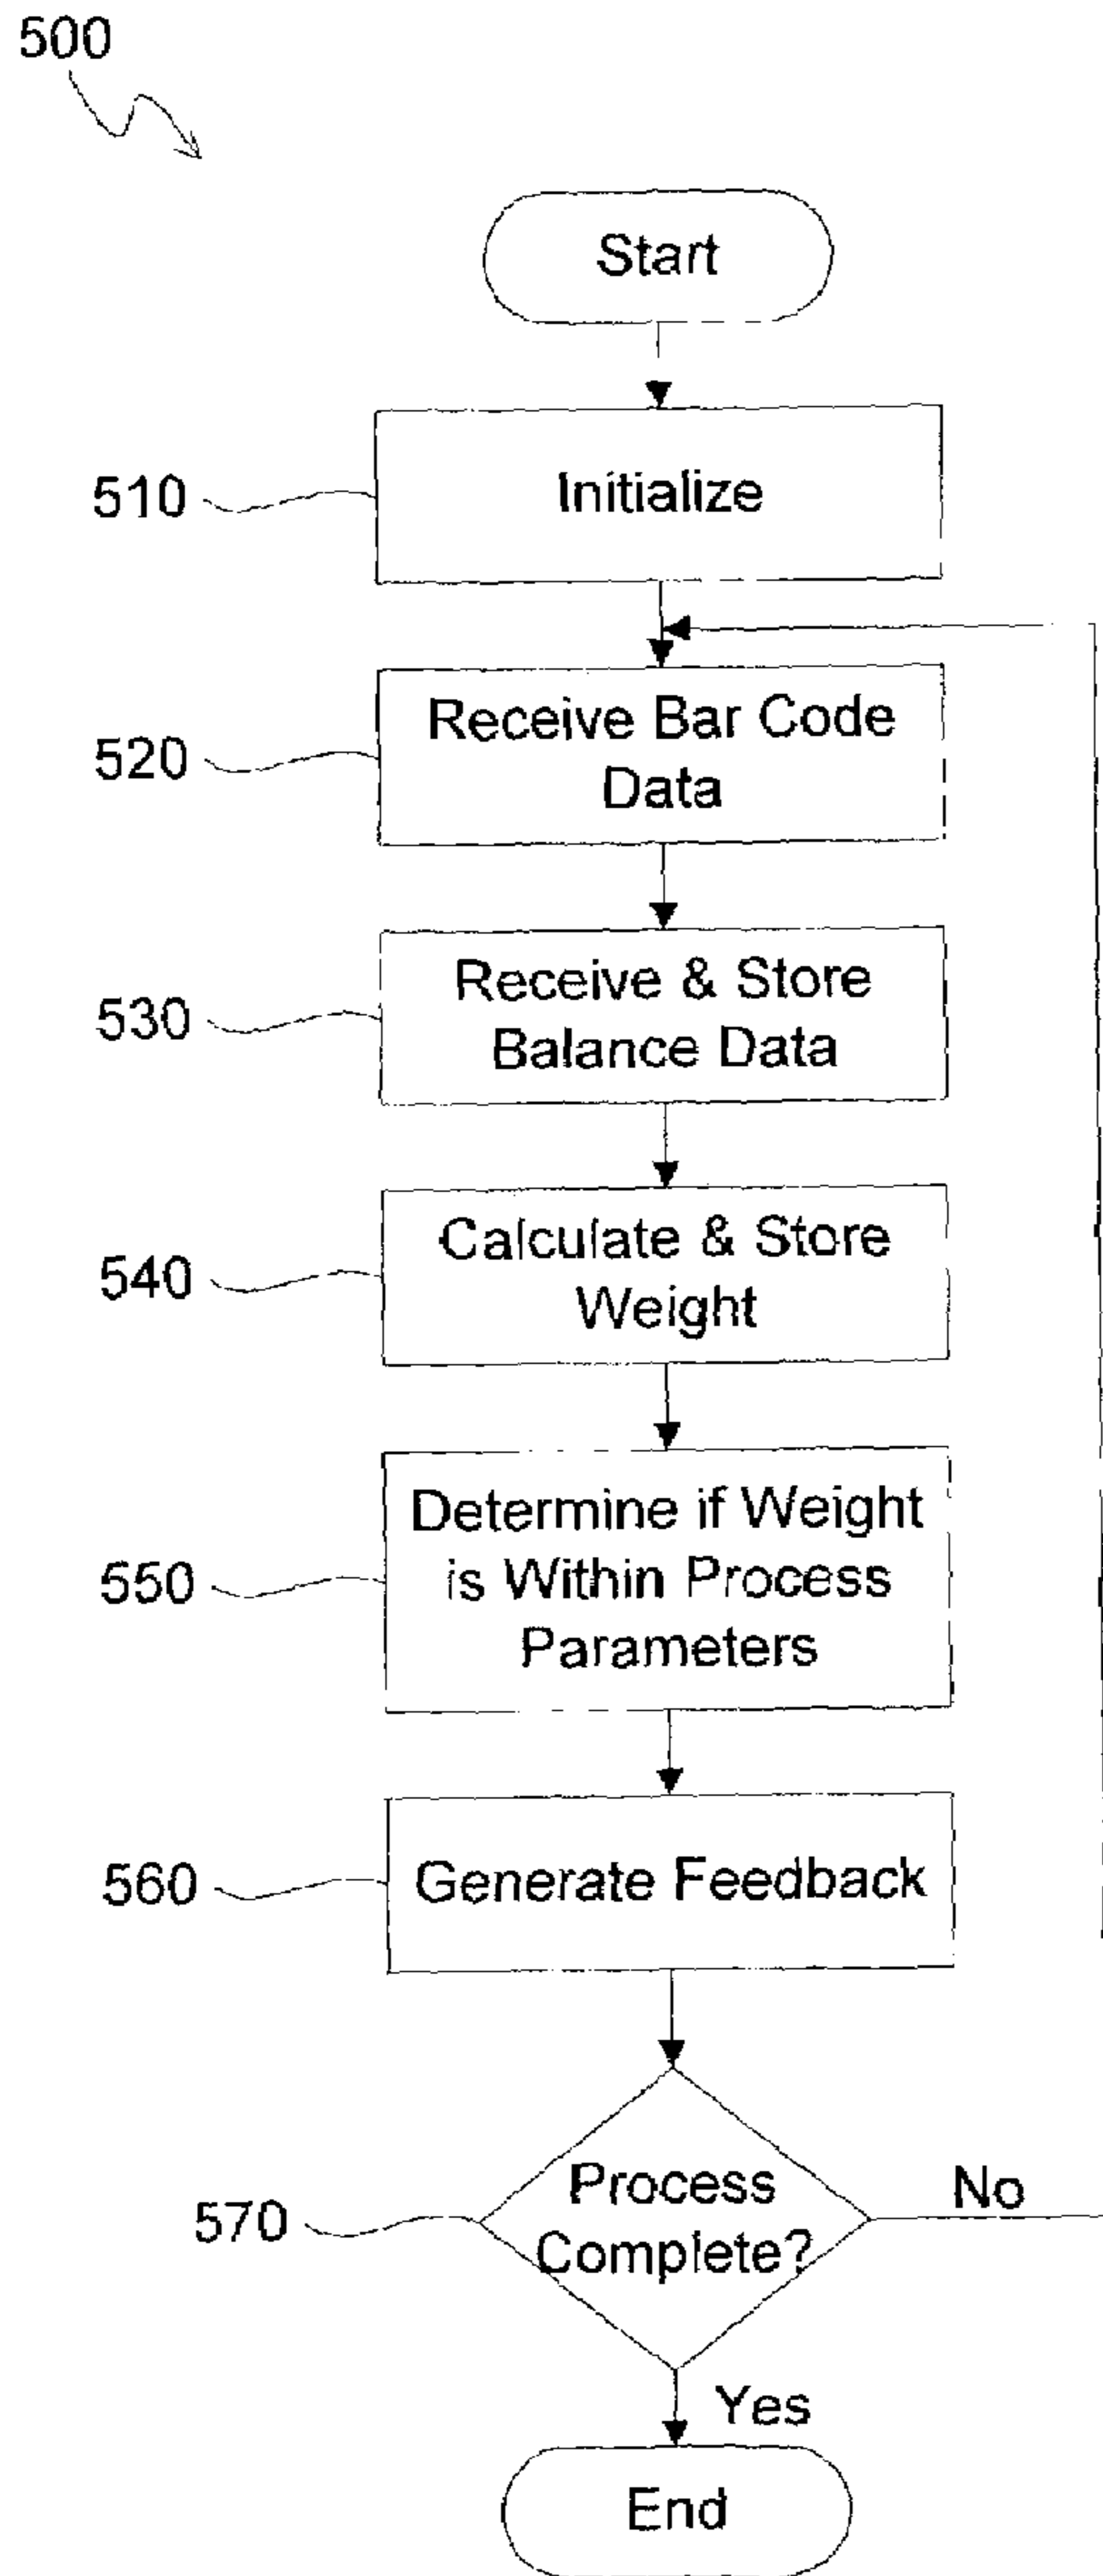 500
Start
510
Initialize
520
Receive Bar Code
Data
530
Receive & Store
Balance Data
540
Calculate & Store
Weight
550
Determine if Weight
is Within Process
Parameters
560
Generate Feedback
570
Process
Complete?
No
Yes
End